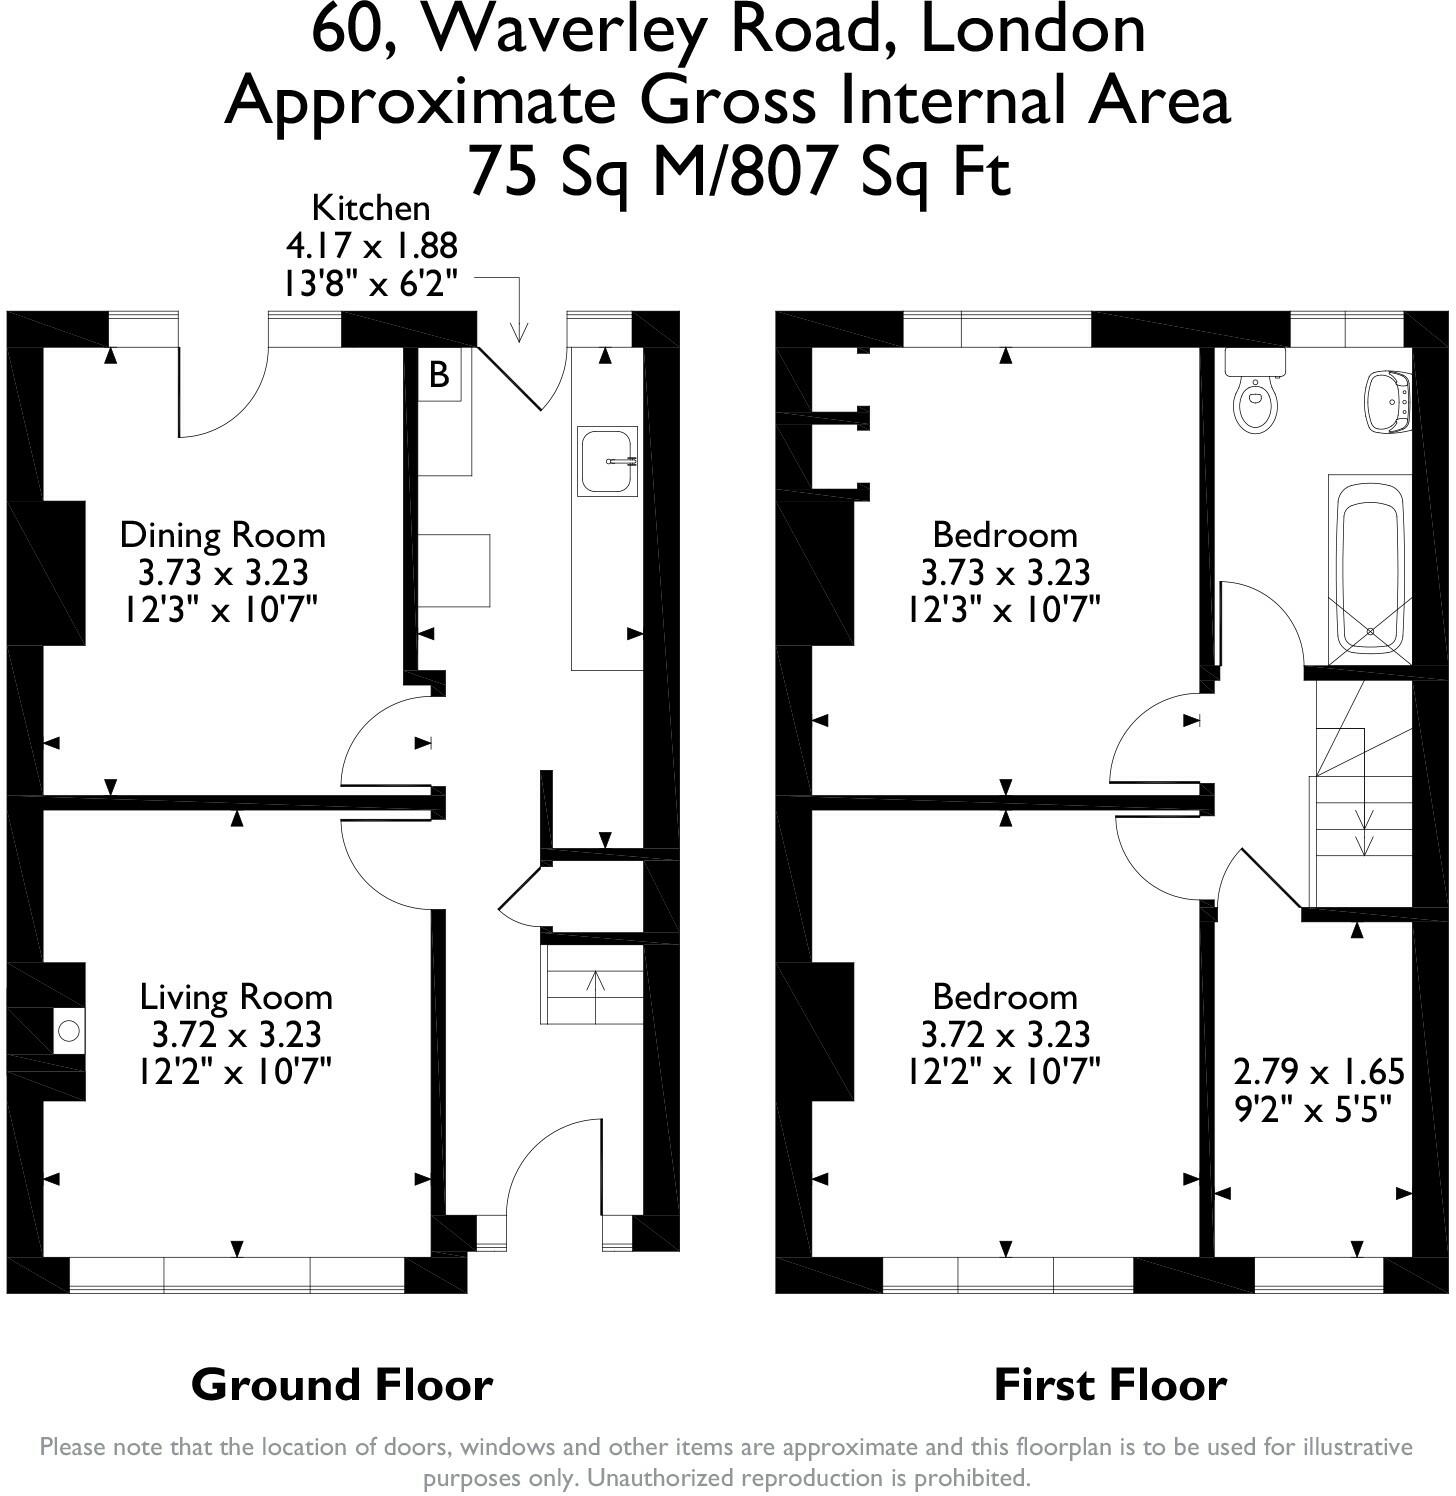 60, Waverley Road, London
Approximate Gross Internal Area
75 Sq M/807 Sq Ft
Kitchen
4.17 x 1.88
13'8" x 6'2"
B
Dining Room
3.73 x 3.23
12'3" x 10'7"
Living Room
3.72 x 3.23
12'2" x 10'7"
Bedroom
3.73 x 3.23
12'3" x 10'7"
Bedroom
3.72 x 3.23
12'2" x 10'7"
2.79 x 1.65
9'2" x 5'5"
Ground Floor
First Floor
Please note that the location of doors, windows and other items are approximate and this floorplan is to be used for illustrative
purposes only. Unauthorized reproduction is prohibited.